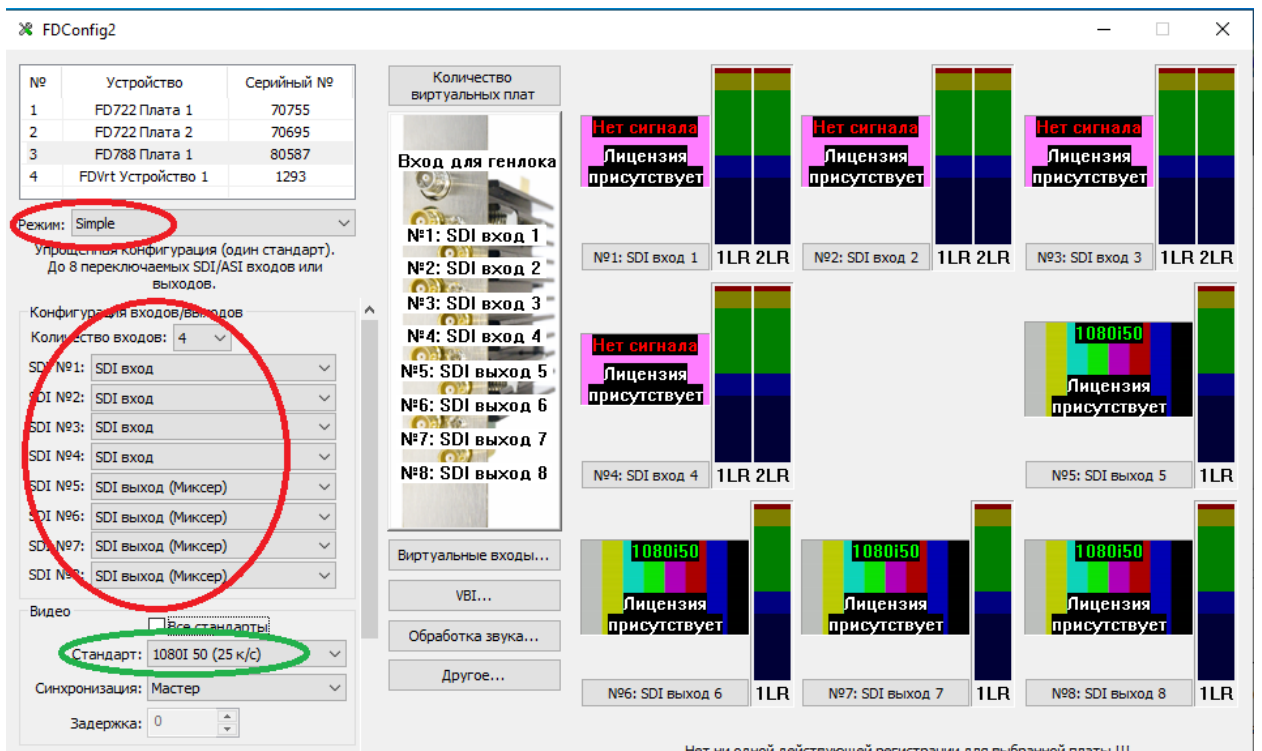 FDConfig2
№ Устройство Серийный №
1 FD722 Плата 1 70755
2 FD722 Плата 2 70695
3 FD788 Плата 1 80587
4 FDVrt Устройство 1 1293
Режим: Simple
Упрощенная конфигурация (один стандарт).
До 8 переключаемых SDI/ASI входов или
выходов.
Конфигурация входов/выходов
Количество входов: 4
SDI №1: SDI вход
SDI №2: SDI вход
SDI №3: SDI вход
SDI №4: SDI вход
SDI №5: SDI выход (Миксер)
SDI №6: SDI выход (Миксер)
SDI №7: SDI выход (Миксер)
SDI №8: SDI выход (Миксер)
Видео
Все стандарты
Стандарт: 1080I 50 (25 к/с)
Синхронизация: Мастер
Задержка: 0
Количество
виртуальных плат
Вход для генлока
№1: SDI вход 1
№2: SDI вход 2
№3: SDI вход 3
№4: SDI вход 4
№5: SDI выход 5
№6: SDI выход 6
№7: SDI выход 7
№8: SDI выход 8
Виртуальные входы...
VBI...
Обработка звука...
Другое...
Нет сигнала
Лицензия
присутствует
№1: SDI вход 1 1LR 2LR
Нет сигнала
Лицензия
присутствует
№2: SDI вход 2 1LR 2LR
Нет сигнала
Лицензия
присутствует
№3: SDI вход 3 1LR 2LR
Нет сигнала
Лицензия
присутствует
№4: SDI вход 4 1LR 2LR
1080i50
Лицензия
присутствует
№5: SDI выход 5 1LR
1080i50
Лицензия
присутствует
№6: SDI выход 6 1LR
1080i50
Лицензия
присутствует
№7: SDI выход 7 1LR
1080i50
Лицензия
присутствует
№8: SDI выход 8 1LR
Нет ни одной действующей регистрации для выбранной платы !!!